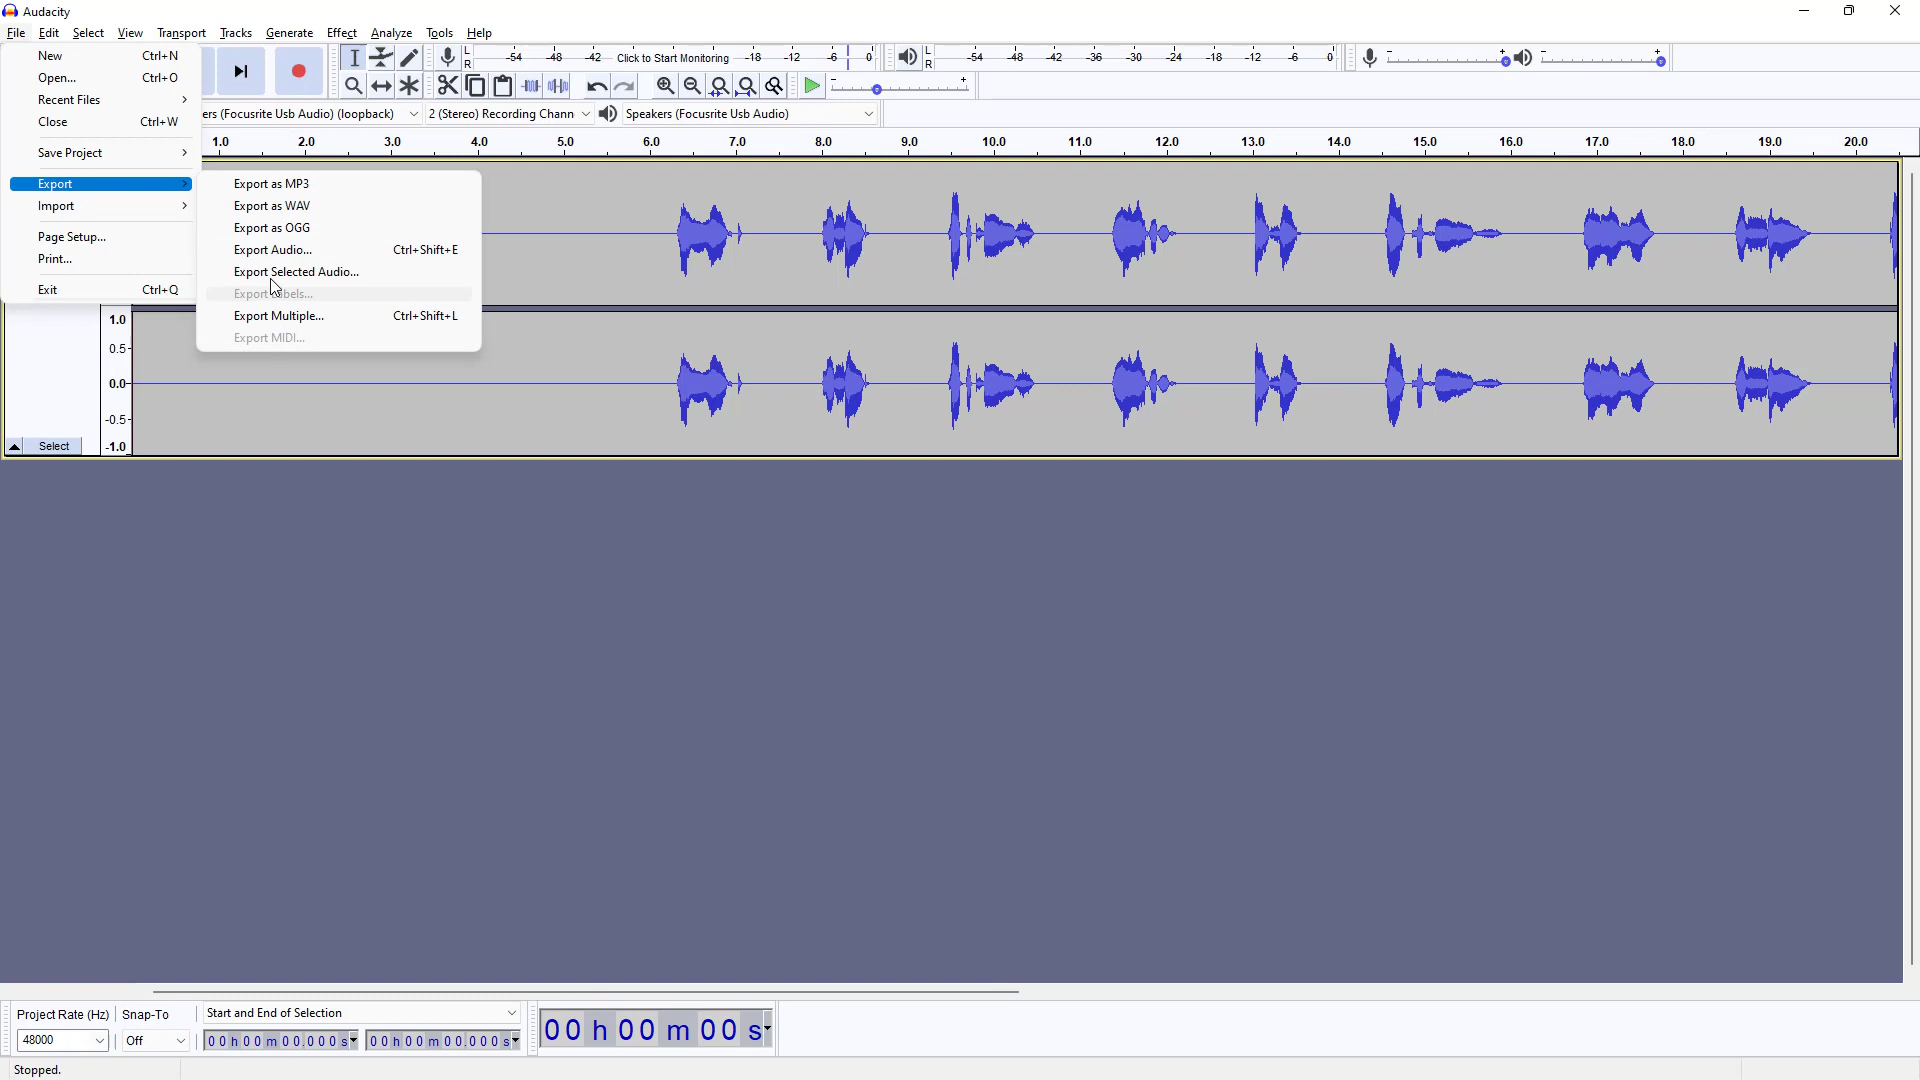 Audacity
File Edit Select View Transport Tracks Generate Effect Analyze Tools Help
New Ctrl+N
Open... Ctrl+O
Recent Files
Close Ctrl+W
Save Project
Export
Import
Page Setup...
Print...
Exit Ctrl+Q
Export as MP3
Export as WAV
Export as OGG
Export Audio... Ctrl+Shift+E
Export Selected Audio...
Export Labels...
Export Multiple... Ctrl+Shift+L
Export MIDI...
L -54 -48 -42 Click to Start Monitoring -18 -12 -6 0
R
L -54 -48 -42 -36 -30 -24 -18 -12 -6 0
R
- + - +
- +
ers (Focusrite Usb Audio) (loopback) 2 (Stereo) Recording Chann Speakers (Focusrite Usb Audio)
1.0 2.0 3.0 4.0 5.0 6.0 7.0 8.0 9.0 10.0 11.0 12.0 13.0 14.0 15.0 16.0 17.0 18.0 19.0 20.0
1.0
0.5-
0.0-
-0.5-
-1.0
Select
Project Rate (Hz) Snap-To Start and End of Selection
48000 Off 00h00m00.000s 00h00m00.000s
00 h 00 m 00 s
Stopped.